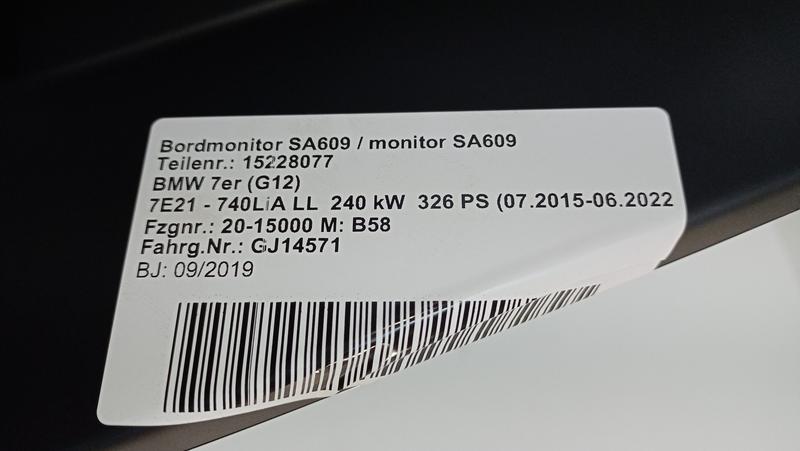 Bordmonitor SA609 / monitor SA609
Teilenr.: 15228077
BMW 7er (G12)
7E21 - 740LiA LL 240 kW 326 PS (07.2015-06.2022
Fzgnr.: 20-15000 M: B58
Fahrg.Nr.: GJ14571
BJ: 09/2019